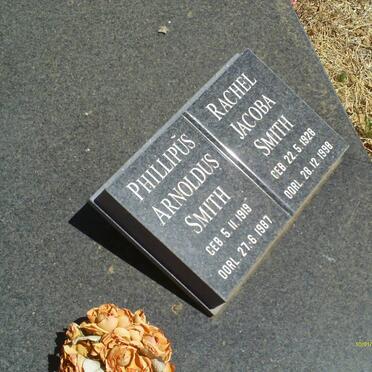 PHILLIPUS
ARNOLDUS
SMITH
GEB 5.11.1919
OORL 27.6.1987
RACHEL
JACOBA
SMITH
GEB 22.5.1928
OORL 28.12.1998